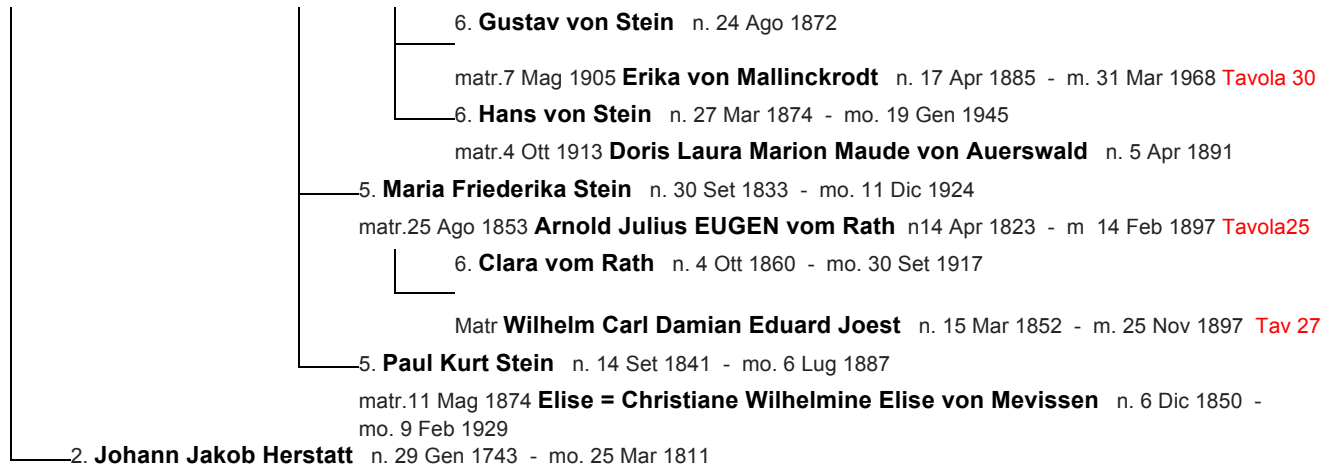 6. Gustav von Stein n. 24 Ago 1872
matr.7 Mag 1905 Erika von Mallinckrodt n. 17 Apr 1885 - m. 31 Mar 1968 Tavola 30
6. Hans von Stein n. 27 Mar 1874 - mo. 19 Gen 1945
matr.4 Ott 1913 Doris Laura Marion Maude von Auerswald n. 5 Apr 1891
5. Maria Friederika Stein n. 30 Set 1833 - mo. 11 Dic 1924
matr.25 Ago 1853 Arnold Julius EUGEN vom Rath n14 Apr 1823 - m 14 Feb 1897 Tavola25
6. Clara vom Rath n. 4 Ott 1860 - mo. 30 Set 1917
Matr Wilhelm Carl Damian Eduard Joest n. 15 Mar 1852 - m. 25 Nov 1897 Tav 27
5. Paul Kurt Stein n. 14 Set 1841 - mo. 6 Lug 1887
matr.11 Mag 1874 Elise = Christiane Wilhelmine Elise von Mevissen n. 6 Dic 1850 -
mo. 9 Feb 1929
2. Johann Jakob Herstatt n. 29 Gen 1743 - mo. 25 Mar 1811